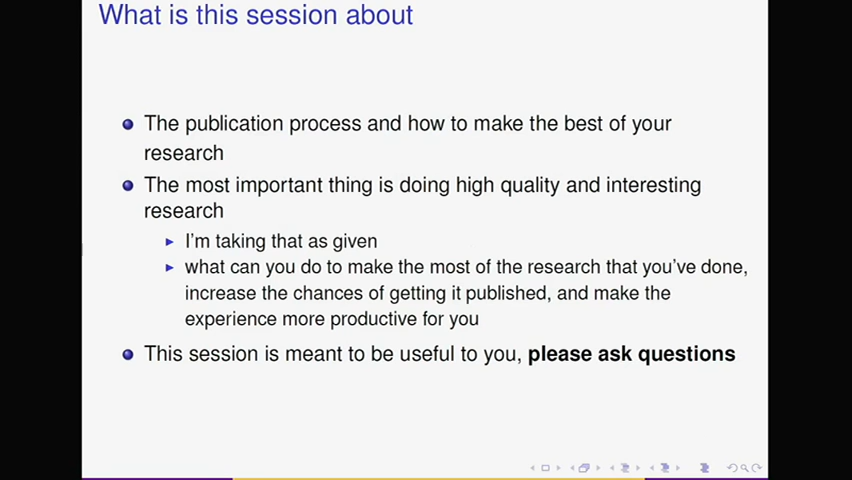 What is this session about
The publication process and how to make the best of your
research
The most important thing is doing high quality and interesting
research
I'm taking that as given
what can you do to make the most of the research that you've done,
increase the chances of getting it published, and make the
experience more productive for you
This session is meant to be useful to you, please ask questions